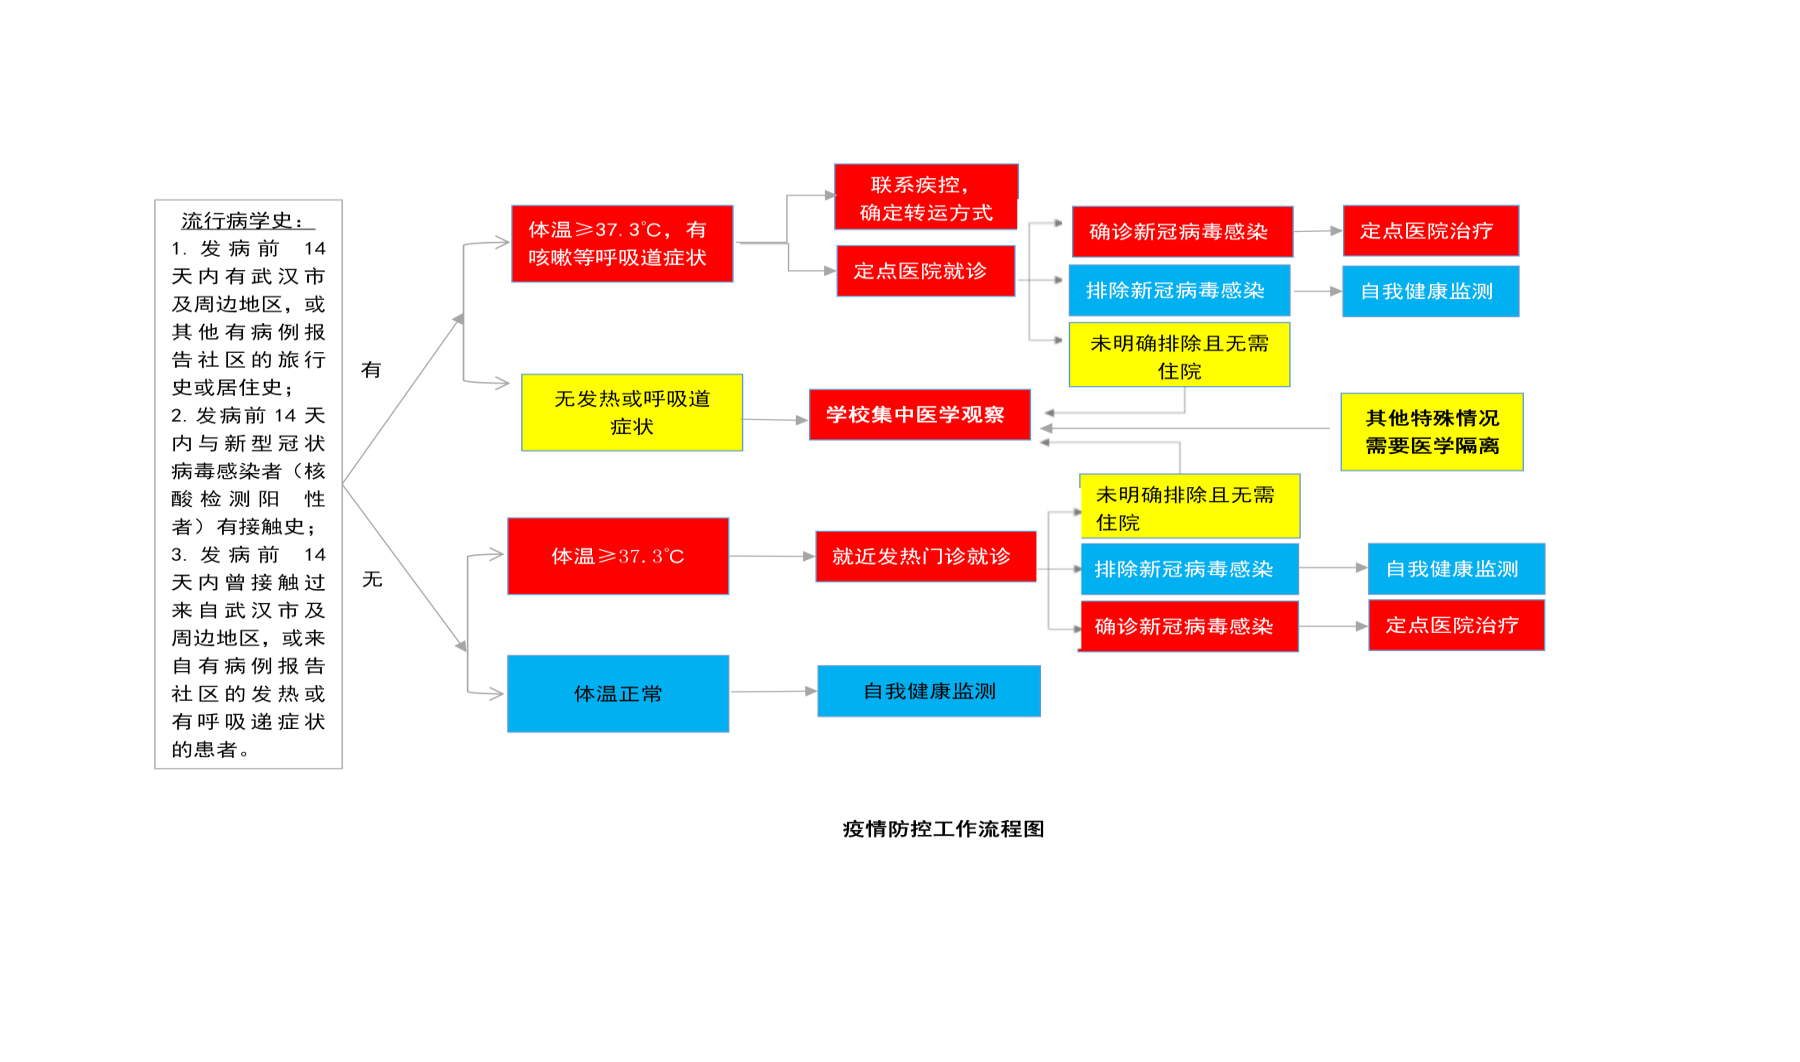 流行病学史：
1. 发病前 14
天内有武汉市
及周边地区，或
其他有病例报
告社区的旅行
史或居住史；
2. 发病前 14 天
内与新型冠状
病毒感染者（核
酸检测阳 性
者）有接触史；
3. 发病前 14
天内曾接触过
来自武汉市及
周边地区，或来
自有病例报告
社区的发热或
有呼吸递症状
的患者。
有
无
体温≥37.3℃，有
咳嗽等呼吸道症状
无发热或呼吸道
症状
体温≥37.3℃
体温正常
联系疾控，
确定转运方式
定点医院就诊
学校集中医学观察
就近发热门诊就诊
自我健康监测
确诊新冠病毒感染
排除新冠病毒感染
未明确排除且无需
住院
未明确排除且无需
住院
排除新冠病毒感染
确诊新冠病毒感染
定点医院治疗
自我健康监测
其他特殊情况
需要医学隔离
自我健康监测
定点医院治疗
疫情防控工作流程图